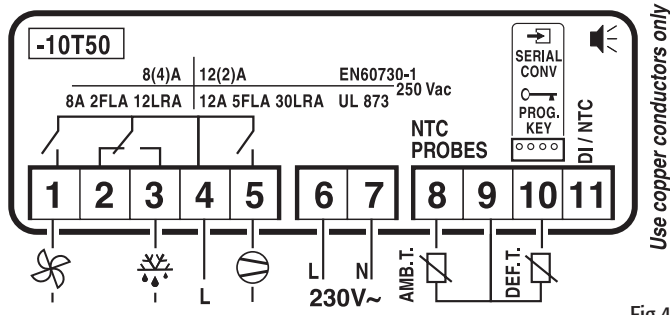 -10T50
8(4)A 12(2)A EN60730-1
250 Vac
8A 2FLA 12LRA 12A 5FLA 30LRA UL 873
SERIAL
CONV
PROG.
KEY
NTC
PROBES
DI / NTC
1 2 3 4 5 6 7 8 9 10 11
L
L N
230V~
AMB. T.
DEF. T.
Use copper conductors only
Fig.4